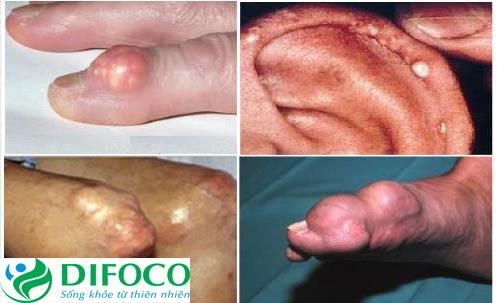 DIFOCO
Sống khỏe từ thiên nhiên